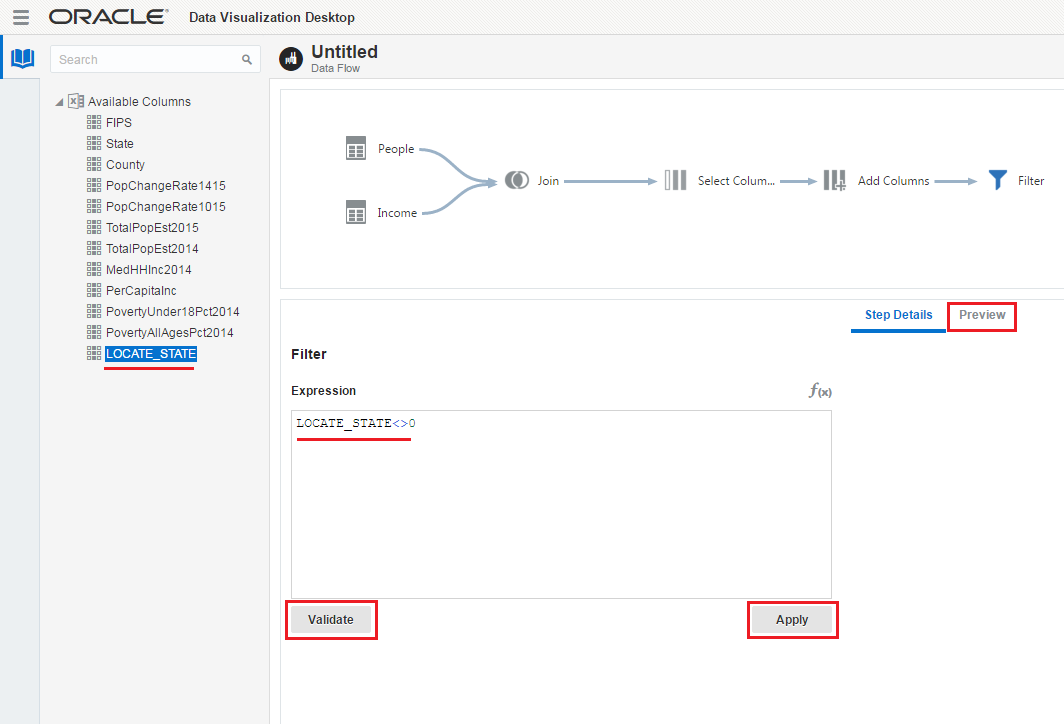 ORACLE® Data Visualization Desktop
Search
Untitled
Data Flow
Available Columns
FIPS
State
County
PopChangeRate1415
PopChangeRate1015
TotalPopEst2015
TotalPopEst2014
MedHHInc2014
PerCapitaInc
PovertyUnder18Pct2014
PovertyAllAgesPct2014
LOCATE_STATE
People
Income
Join
Select Colum...
Add Columns
Filter
Step Details
Preview
Filter
Expression
f(x)
LOCATE_STATE<>0
Validate
Apply